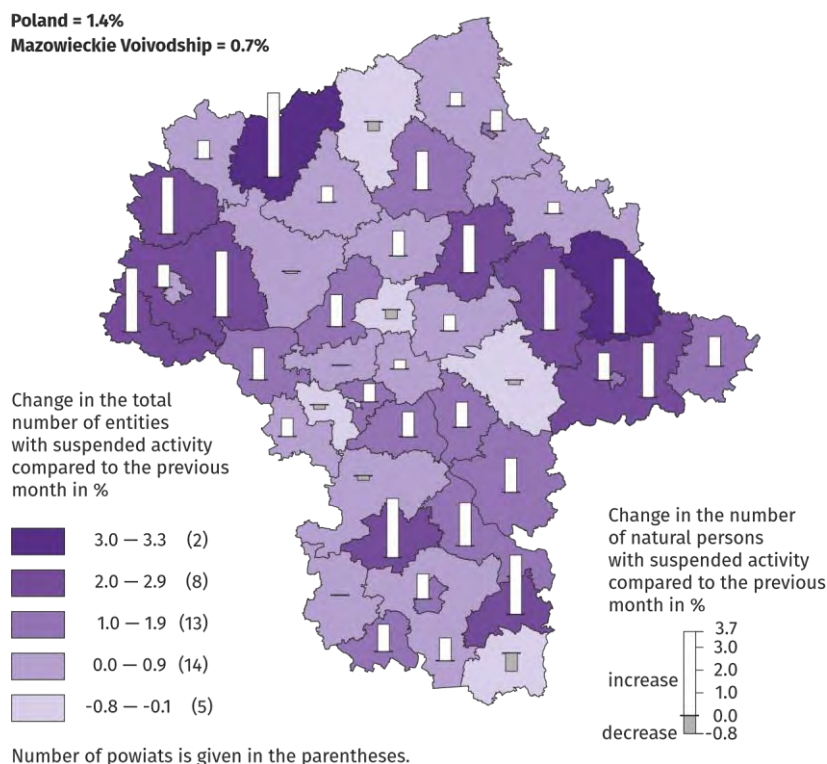 Poland = 1.4%
Mazowieckie Voivodship = 0.7%
Change in the total
number of entities
with suspended activity
compared to the previous
month in %
3.0 — 3.3 (2)
2.0 — 2.9 (8)
1.0 — 1.9 (13)
0.0 — 0.9 (14)
-0.8 — -0.1 (5)
Number of powiats is given in the parentheses.
Change in the number
of natural persons
with suspended activity
compared to the previous
month in %
3.7
3.0
2.0
increase
1.0
0.0
decrease
-0.8